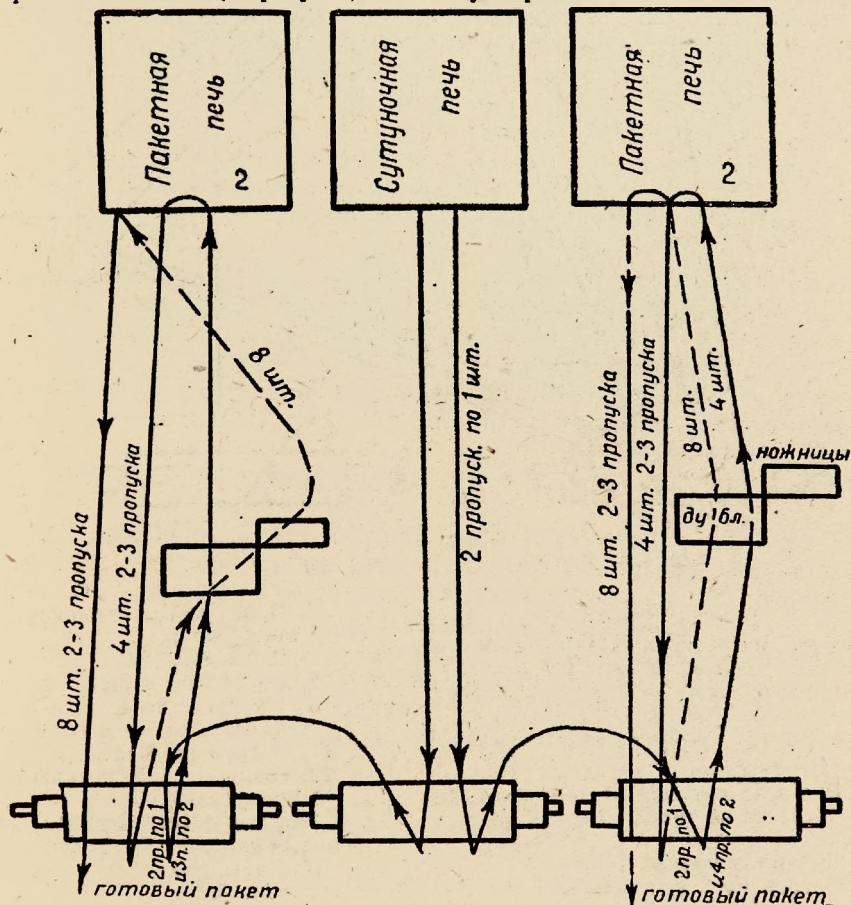 Пакетная
печь
2
Сутуночная
печь
Пакетная
печь
2
8 шт. 2-3 пропуска
4 шт. 2-3 пропуска
8 шт.
2 пропуск. по 1 шт.
8 шт. 2-3 пропуска
4 шт. 2-3 пропуска
8 шт.
4 шт.
ножницы
дубл.
2пр. по 1
и3п. по 2
2пр. по 1
и4пр. по 2
готовый пакет
готовый пакет